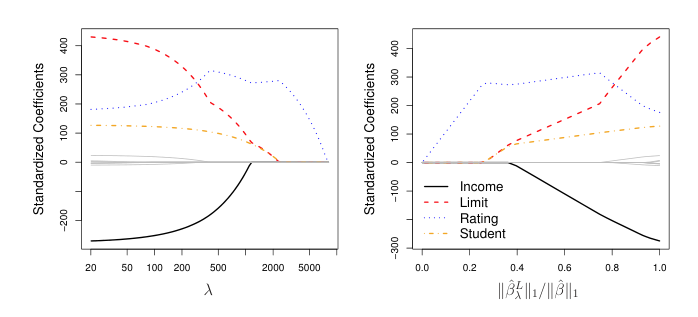 Standardized Coefficients
400
300
200
100
0
−200
20 50 100 200 500 2000 5000
λ
Standardized Coefficients
400
300
200
100
0
−100
−300
0.0 0.2 0.4 0.6 0.8 1.0
‖β̂λᴸ‖₁/‖β̂‖₁
Income
Limit
Rating
Student